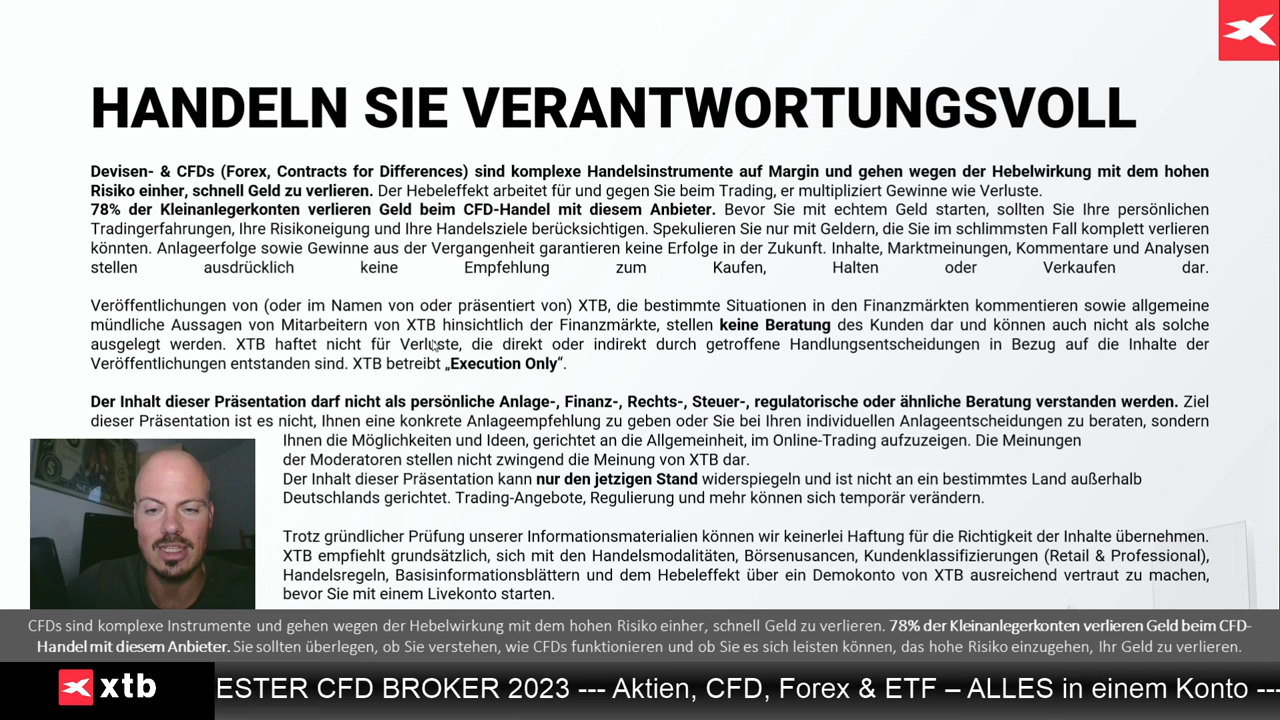 HANDELN SIE VERANTWORTUNGSVOLL
Devisen- & CFDs (Forex, Contracts for Differences) sind komplexe Handelsinstrumente auf Margin und gehen wegen der Hebelwirkung mit dem hohen
Risiko einher, schnell Geld zu verlieren. Der Hebeleffekt arbeitet für und gegen Sie beim Trading, er multipliziert Gewinne wie Verluste.
78% der Kleinanlegerkonten verlieren Geld beim CFD-Handel mit diesem Anbieter. Bevor Sie mit echtem Geld starten, sollten Sie Ihre persönlichen
Tradingerfahrungen, Ihre Risikoneigung und Ihre Handelsziele berücksichtigen. Spekulieren Sie nur mit Geldern, die Sie im schlimmsten Fall komplett verlieren
könnten. Anlageerfolge sowie Gewinne aus der Vergangenheit garantieren keine Erfolge in der Zukunft. Inhalte, Marktmeinungen, Kommentare und Analysen
stellen ausdrücklich keine Empfehlung zum Kaufen, Halten oder Verkaufen dar.
Veröffentlichungen von (oder im Namen von oder präsentiert von) XTB, die bestimmte Situationen in den Finanzmärkten kommentieren sowie allgemeine
mündliche Aussagen von Mitarbeitern von XTB hinsichtlich der Finanzmärkte, stellen keine Beratung des Kunden dar und können auch nicht als solche
ausgelegt werden. XTB haftet nicht für Verluste, die direkt oder indirekt durch getroffene Handlungsentscheidungen in Bezug auf die Inhalte der
Veröffentlichungen entstanden sind. XTB betreibt „Execution Only“.
Der Inhalt dieser Präsentation darf nicht als persönliche Anlage-, Finanz-, Rechts-, Steuer-, regulatorische oder ähnliche Beratung verstanden werden. Ziel
dieser Präsentation ist es nicht, Ihnen eine konkrete Anlageempfehlung zu geben oder Sie bei Ihren individuellen Anlageentscheidungen zu beraten, sondern
Ihnen die Möglichkeiten und Ideen, gerichtet an die Allgemeinheit, im Online-Trading aufzuzeigen. Die Meinungen
der Moderatoren stellen nicht zwingend die Meinung von XTB dar.
Der Inhalt dieser Präsentation kann nur den jetzigen Stand widerspiegeln und ist nicht an ein bestimmtes Land außerhalb
Deutschlands gerichtet. Trading-Angebote, Regulierung und mehr können sich temporär verändern.
Trotz gründlicher Prüfung unserer Informationsmaterialien können wir keinerlei Haftung für die Richtigkeit der Inhalte übernehmen.
XTB empfiehlt grundsätzlich, sich mit den Handelsmodalitäten, Börsenusancen, Kundenklassifizierungen (Retail & Professional),
Handelsregeln, Basisinformationsblättern und dem Hebeleffekt über ein Demokonto von XTB ausreichend vertraut zu machen,
bevor Sie mit einem Livekonto starten.
CFDs sind komplexe Instrumente und gehen wegen der Hebelwirkung mit dem hohen Risiko einher, schnell Geld zu verlieren. 78% der Kleinanlegerkonten verlieren Geld beim CFD-
Handel mit diesem Anbieter. Sie sollten überlegen, ob Sie verstehen, wie CFDs funktionieren und ob Sie es sich leisten können, das hohe Risiko einzugehen, Ihr Geld zu verlieren.
xtb
ESTER CFD BROKER 2023 --- Aktien, CFD, Forex & ETF – ALLES in einem Konto ---